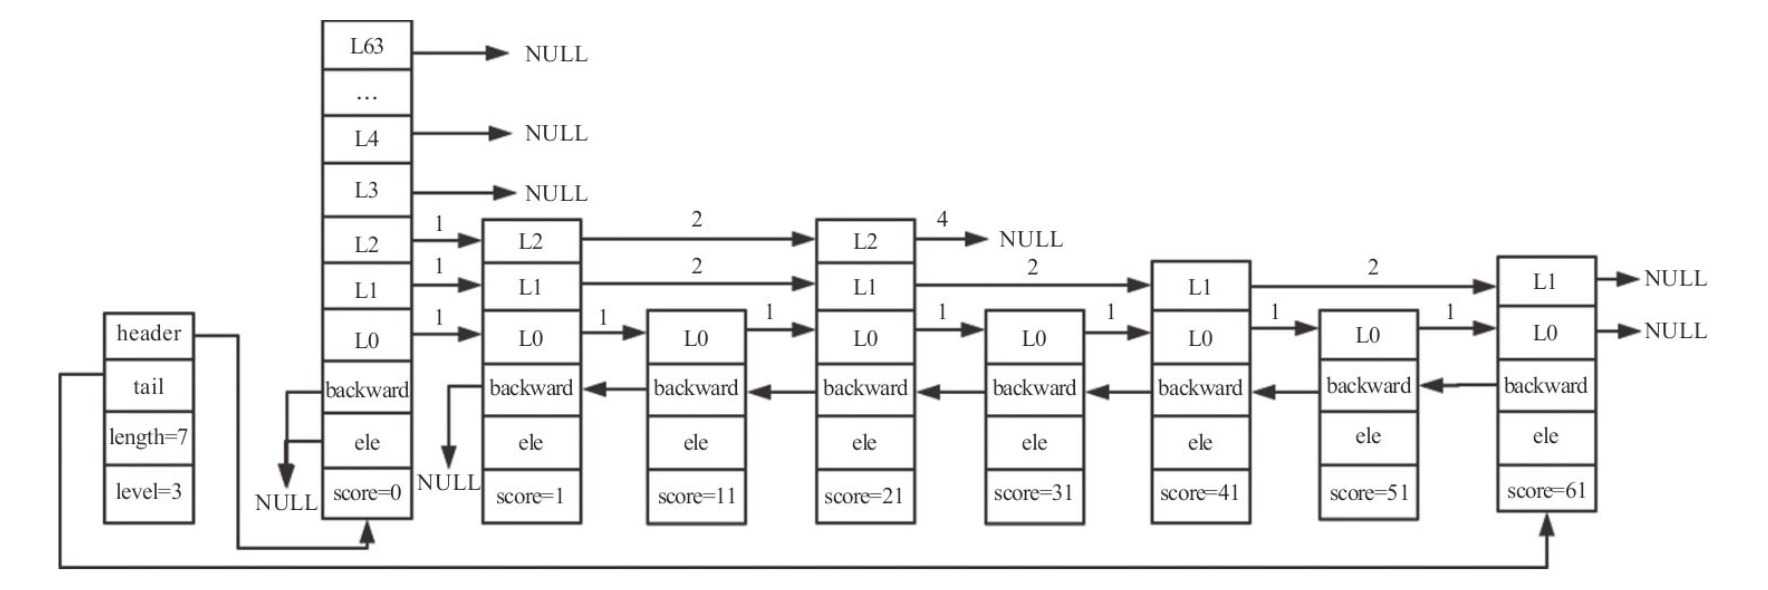 L63
NULL
...
L4
NULL
L3
NULL
1 2 4
L2 L2 L2 NULL
1 2 2 2
L1 L1 L1 L1 L1 NULL
1 1 1 1 1 1 1
header L0 L0 L0 L0 L0 L0 L0 L0 NULL
tail backward backward backward backward backward backward backward backward
length=7 ele ele ele ele ele ele ele ele
level=3 NULL score=0 NULL score=1 score=11 score=21 score=31 score=41 score=51 score=61